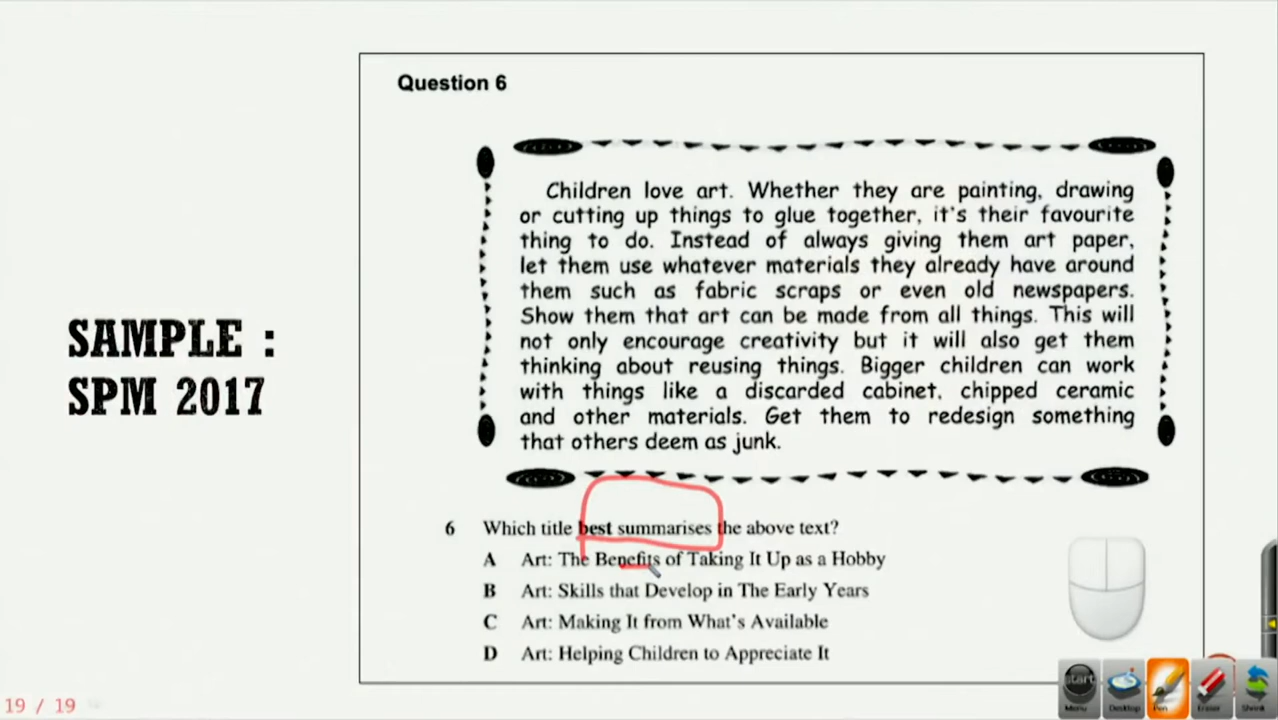 Question 6
Children love art. Whether they are painting, drawing
or cutting up things to glue together, it's their favourite
thing to do. Instead of always giving them art paper,
let them use whatever materials they already have around
them such as fabric scraps or even old newspapers.
Show them that art can be made from all things. This will
not only encourage creativity but it will also get them
thinking about reusing things. Bigger children can work
with things like a discarded cabinet, chipped ceramic
and other materials. Get them to redesign something
that others deem as junk.
SAMPLE :
SPM 2017
6 Which title best summarises the above text?
A Art: The Benefits of Taking It Up as a Hobby
B Art: Skills that Develop in The Early Years
C Art: Making It from What's Available
D Art: Helping Children to Appreciate It
19 / 19
start
Menu
Desktop
Pen
Eraser
Shrink